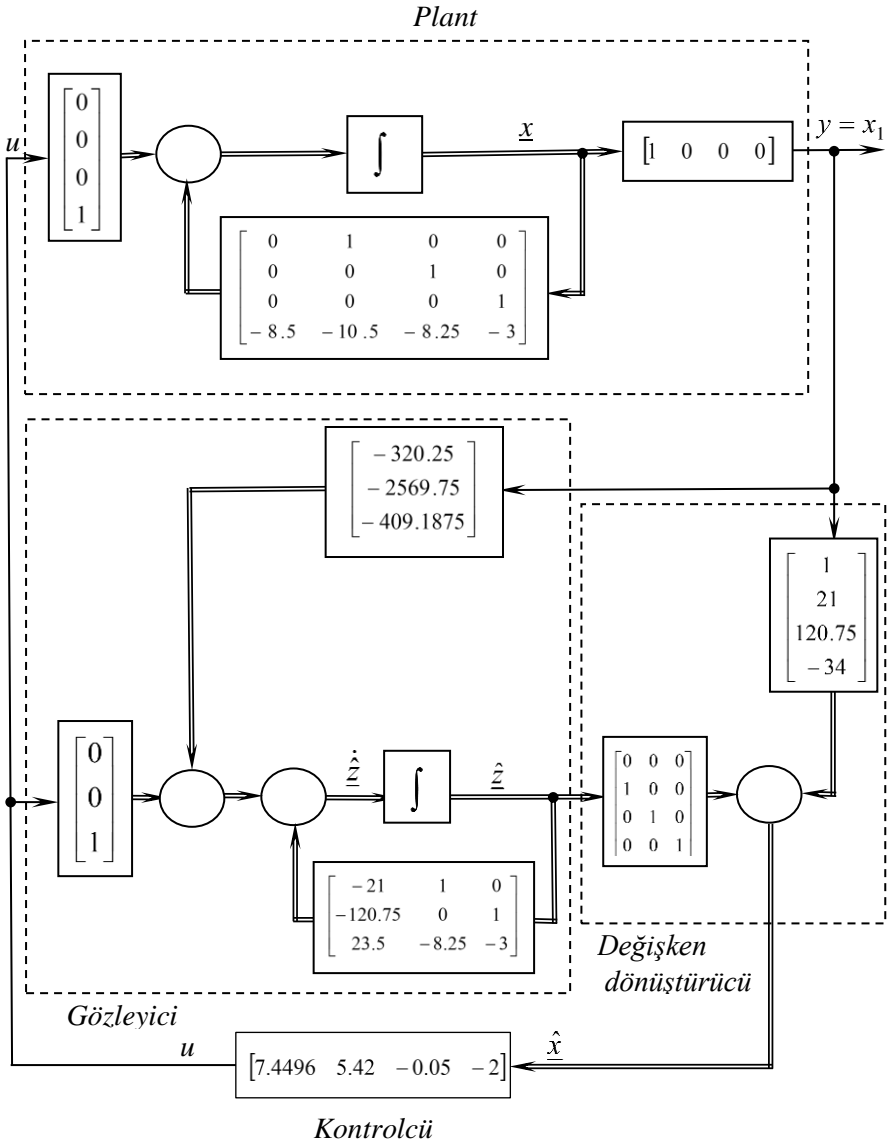 Plant
u
0
0
0
1
∫
x
[1 0 0 0]
y = x₁
0 1 0 0
0 0 1 0
0 0 0 1
−8.5 −10.5 −8.25 −3
−320.25
−2569.75
−409.1875
1
21
120.75
−34
0
0
1
ẑ̇
∫
ẑ
0 0 0
1 0 0
0 1 0
0 0 1
−21 1 0
−120.75 0 1
23.5 −8.25 −3
Değişken
dönüştürücü
Gözleyici
u
[7.4496 5.42 −0.05 −2]
x̂
Kontrolcü